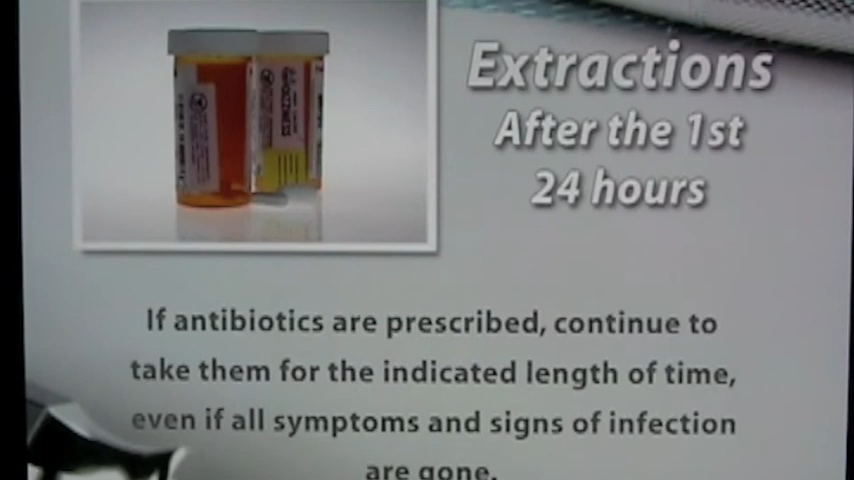 Extractions
After the 1st
24 hours
If antibiotics are prescribed, continue to
take them for the indicated length of time,
even if all symptoms and signs of infection
are gone.